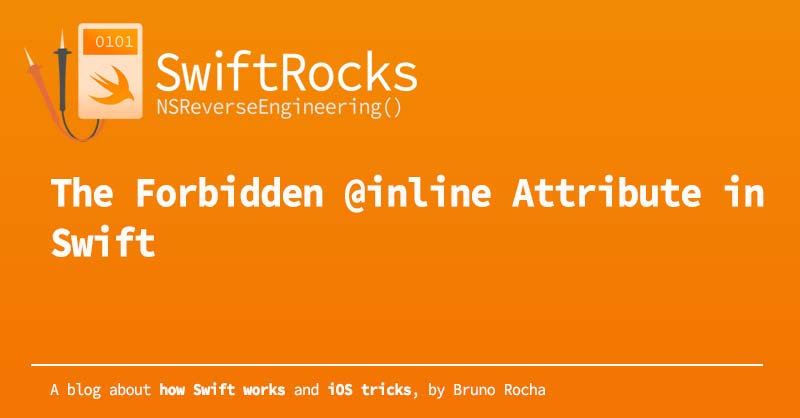 0101
SwiftRocks
NSReverseEngineering()
The Forbidden @inline Attribute in
Swift
A blog about how Swift works and iOS tricks, by Bruno Rocha